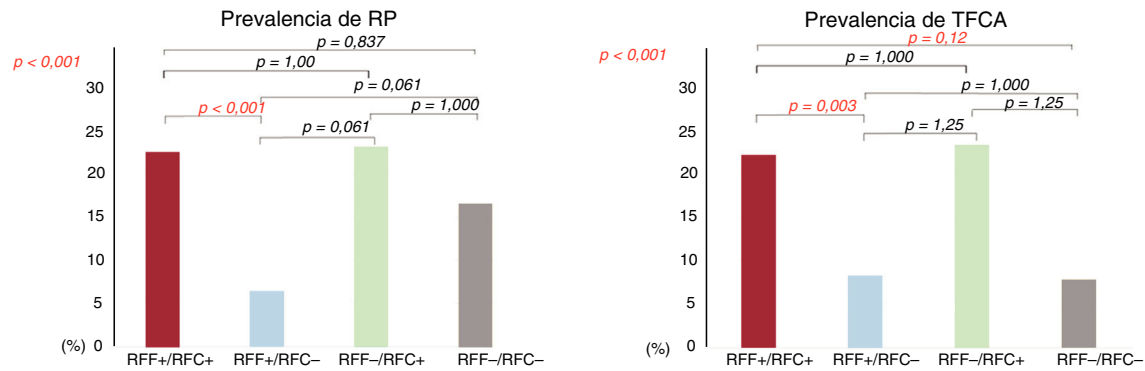 Prevalencia de RP
p < 0,001
p = 0,837
p = 1,00
p = 0,061
p < 0,001
p = 1,000
p = 0,061
30
25
20
15
10
5
(%) 0
RFF+/RFC+ RFF+/RFC– RFF–/RFC+ RFF–/RFC–
Prevalencia de TFCA
p < 0,001
p = 0,12
p = 1,000
p = 1,000
p = 0,003
p = 1,25
p = 1,25
30
25
20
15
10
5
(%) 0
RFF+/RFC+ RFF+/RFC– RFF–/RFC+ RFF–/RFC–